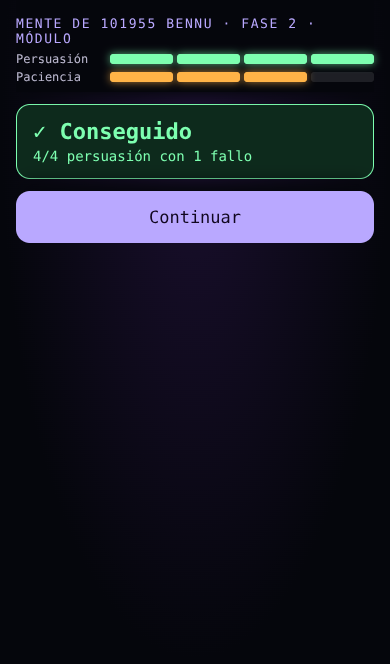 MENTE DE 101955 BENNU · FASE 2 ·
MÓDULO
Persuasión
Paciencia
✓ Conseguido
4/4 persuasión con 1 fallo
Continuar